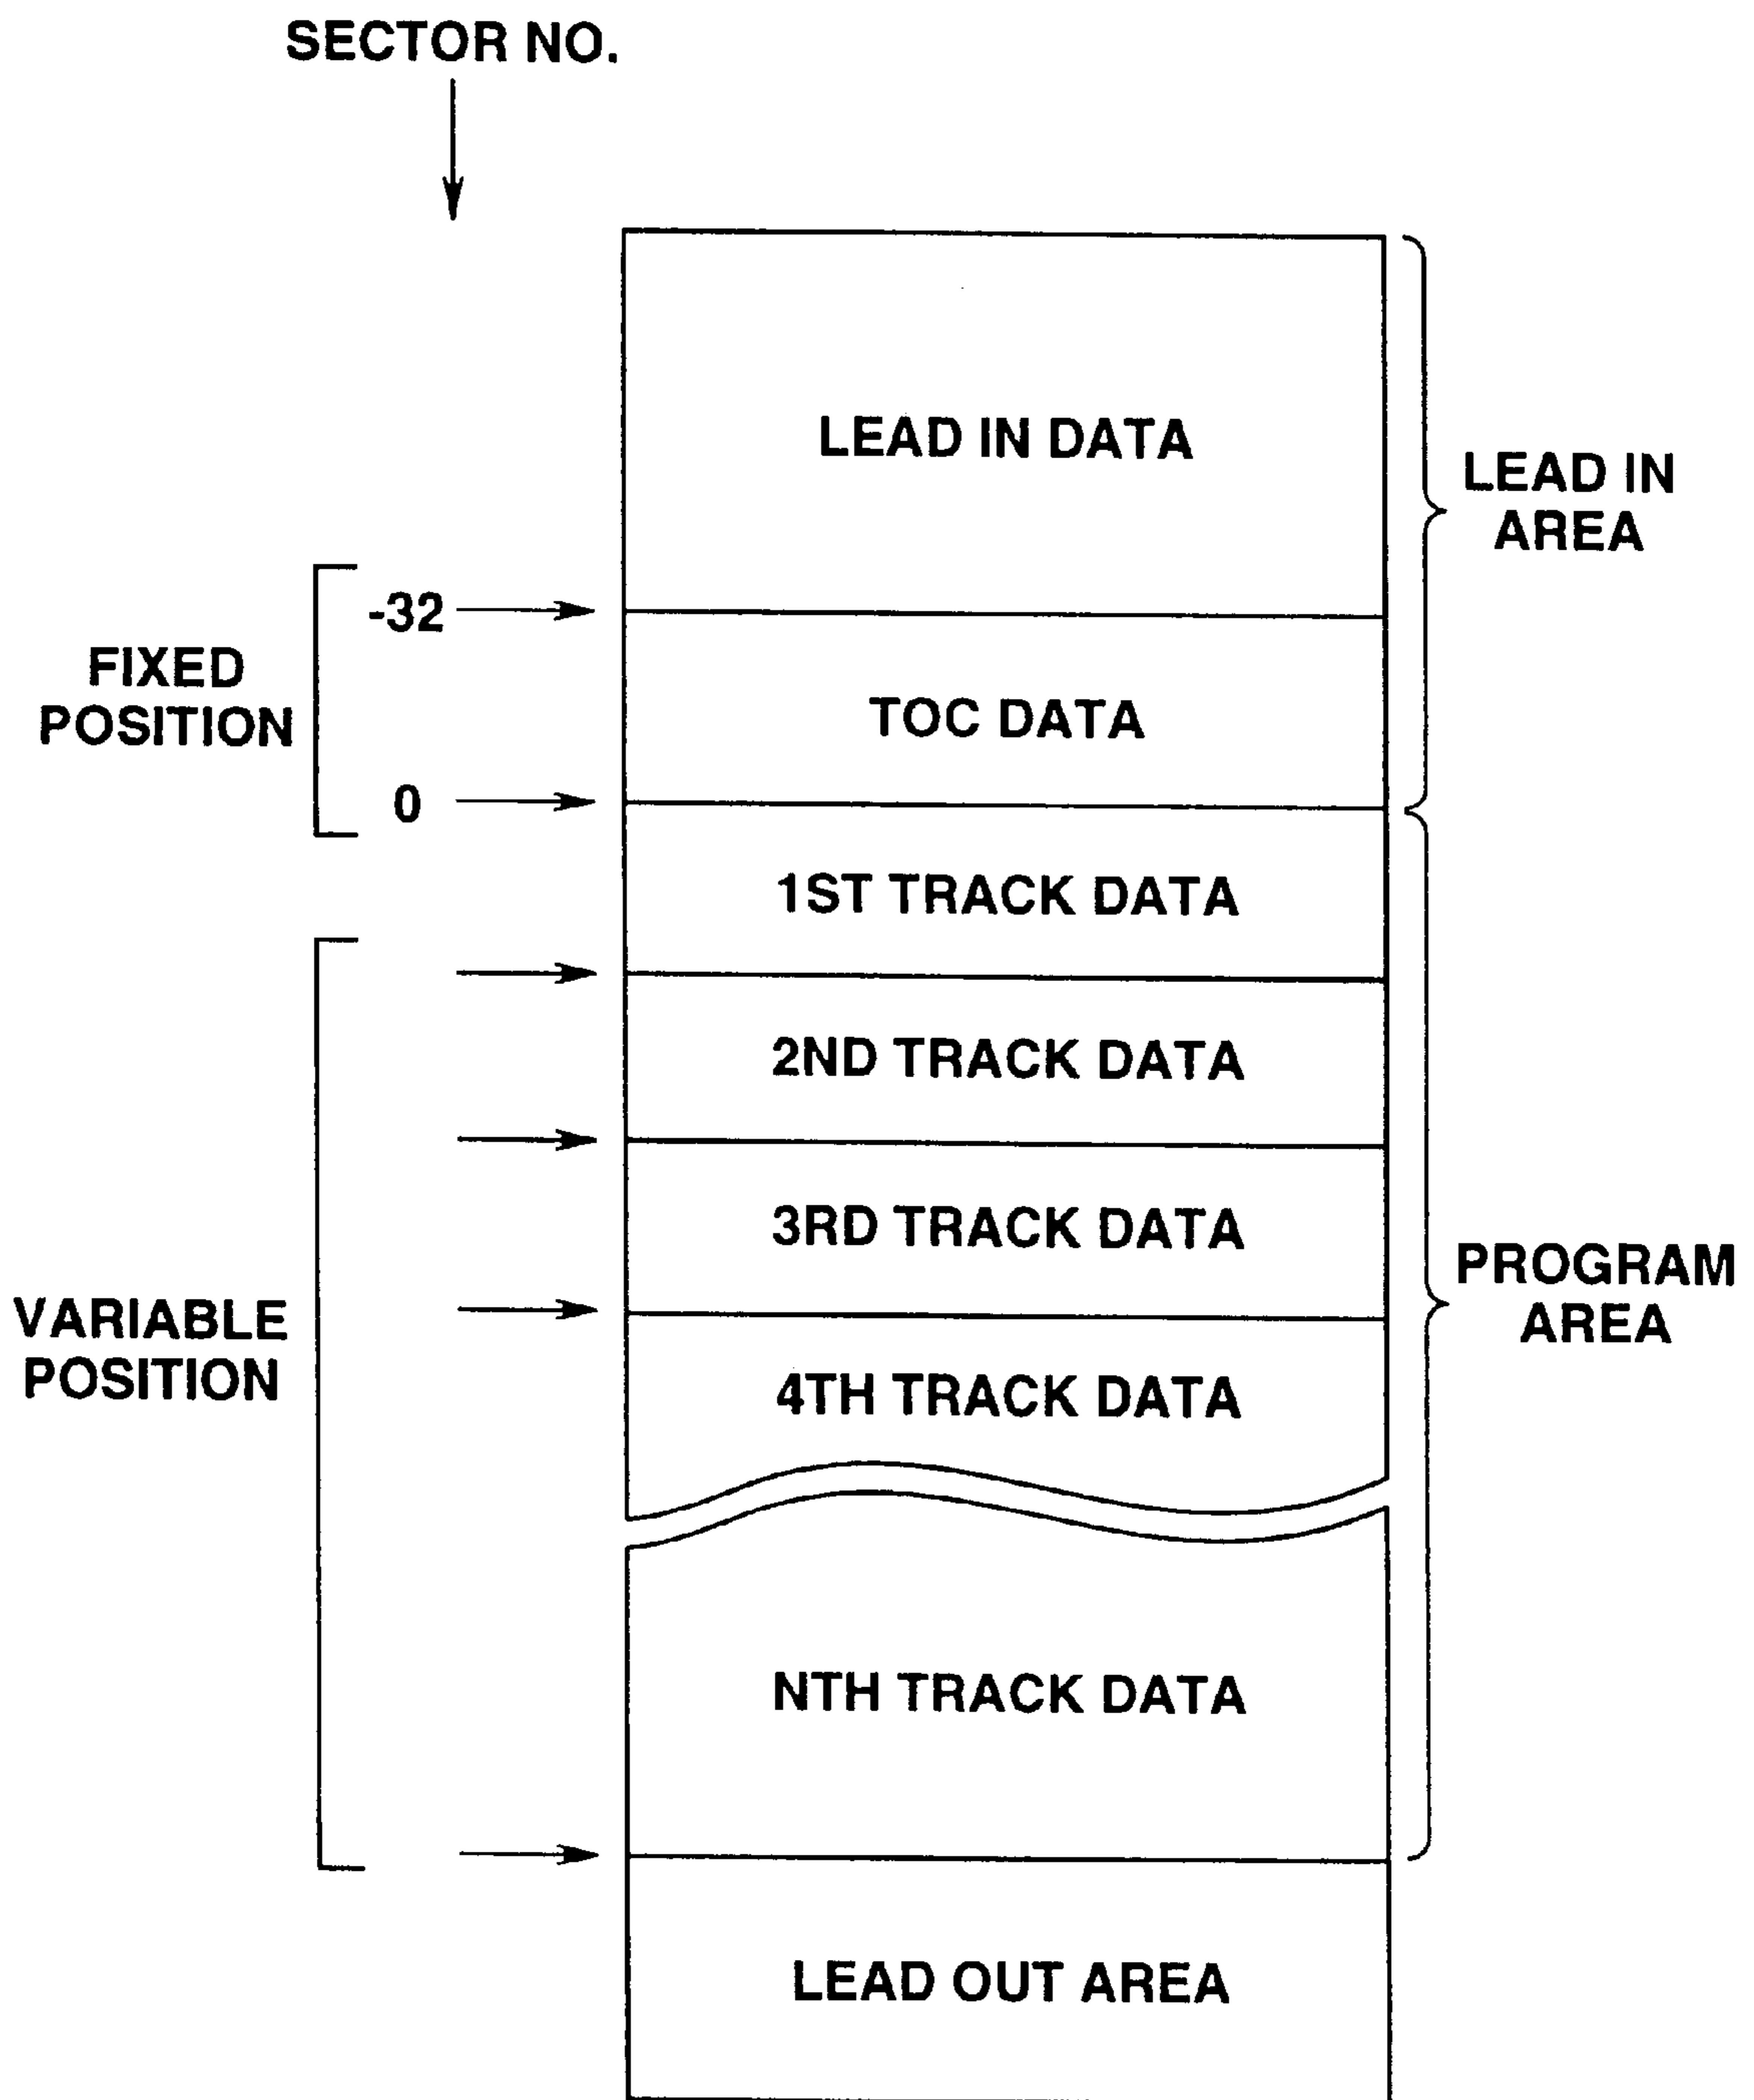 SECTOR NO.
LEAD IN DATA
LEAD IN
AREA
-32
FIXED
POSITION
TOC DATA
0
1ST TRACK DATA
2ND TRACK DATA
3RD TRACK DATA
PROGRAM
AREA
VARIABLE
POSITION
4TH TRACK DATA
NTH TRACK DATA
LEAD OUT AREA